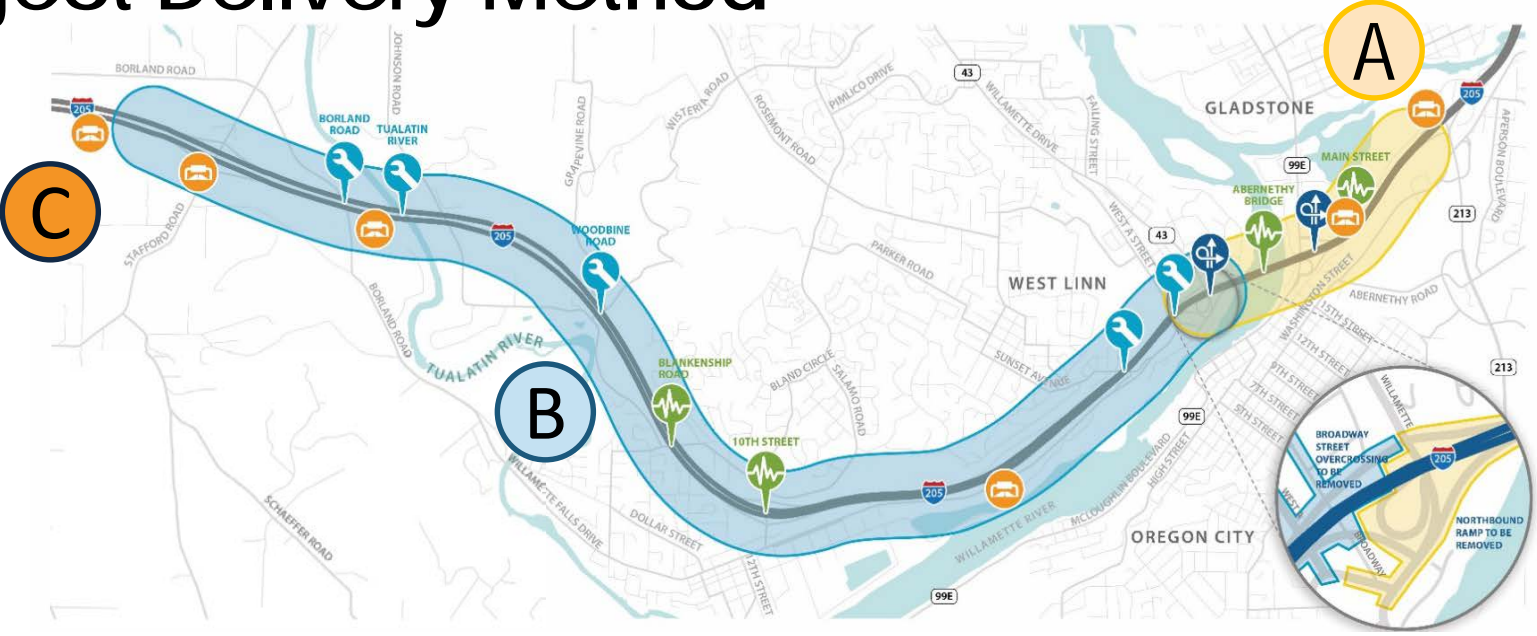 Delivery Method
A
BORLAND ROAD
JOHNSON ROAD
WISTERIA ROAD
PIMLICO DRIVE
43
205
205
GLADSTONE
ROSEMONT ROAD
WILLAMETTE DRIVE
FAILING STREET
APERSON BOULEVARD
BORLAND
ROAD
TUALATIN
RIVER
GRAPEVINE ROAD
99E
MAIN STREET
ABERNETHY
BRIDGE
C
WEST A STREET
213
STAFFORD ROAD
205
WOODBINE
ROAD
43
PARKER ROAD
WEST LINN
WASHINGTON STREET
ABERNETHY ROAD
BORLAND ROAD
15TH STREET
TUALATIN RIVER
12TH STREET
SUNSET AVENUE
BLANKENSHIP
ROAD
BLAND CIRCLE
SALAMO ROAD
9TH STREET
213
7TH STREET
5TH STREET
B
99E
WILLAMETTE
10TH STREET
BROADWAY
STREET
OVERCROSSING
TO BE
REMOVED
205
WEST
WILLAMETTE FALLS DRIVE
205
MCLOUGHLIN BOULEVARD
HIGH STREET
SCHAEFFER ROAD
DOLLAR STREET
WILLAMETTE RIVER
OREGON CITY
NORTHBOUND
RAMP TO BE
REMOVED
BROADWAY
12TH STREET
99E